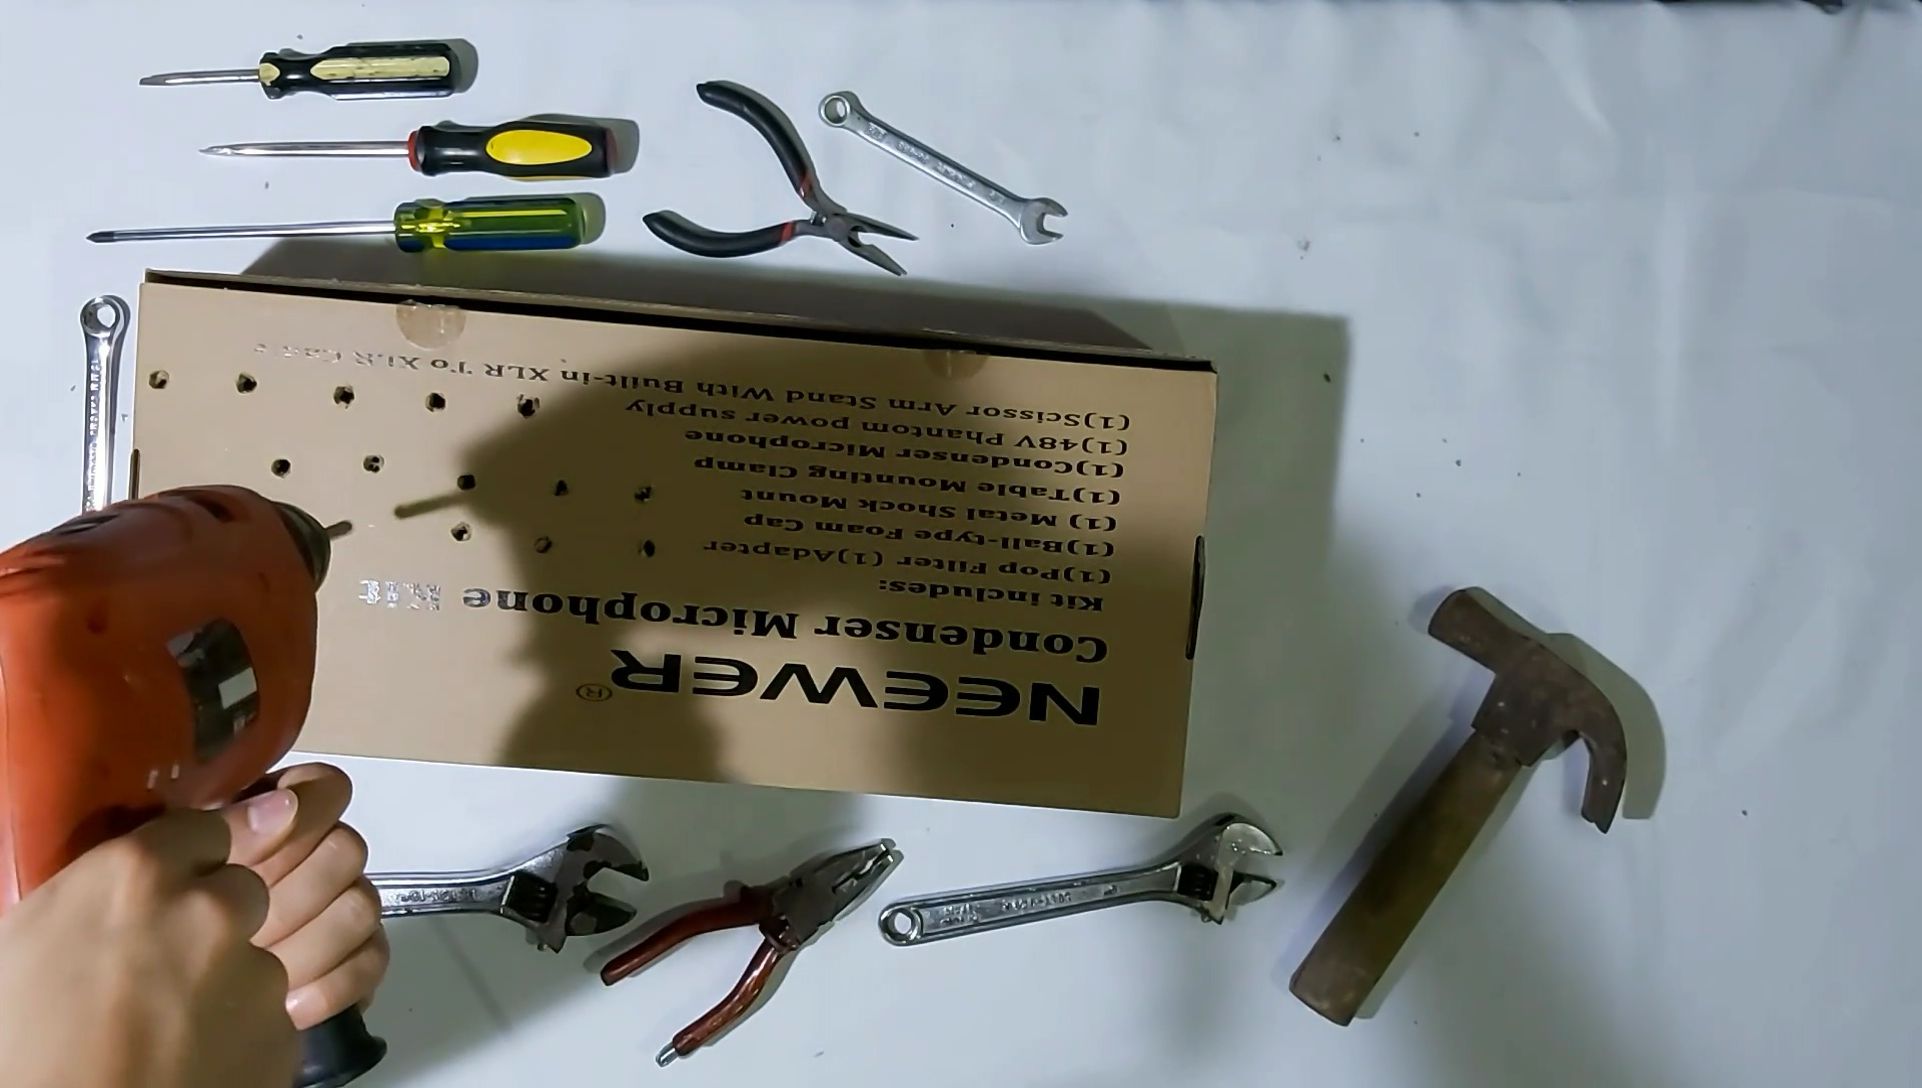 NEEWER®
Condenser Microphone Kit
Kit includes:
(1)Pop Filter (1)Adapter
(1)Ball-type Foam Cap
(1) Metal Shock Mount
(1)Table Mounting Clamp
(1)Condenser Microphone
(1)48V Phantom power supply
(1)Scissor Arm Stand With Built-in XLR To XLR Cable